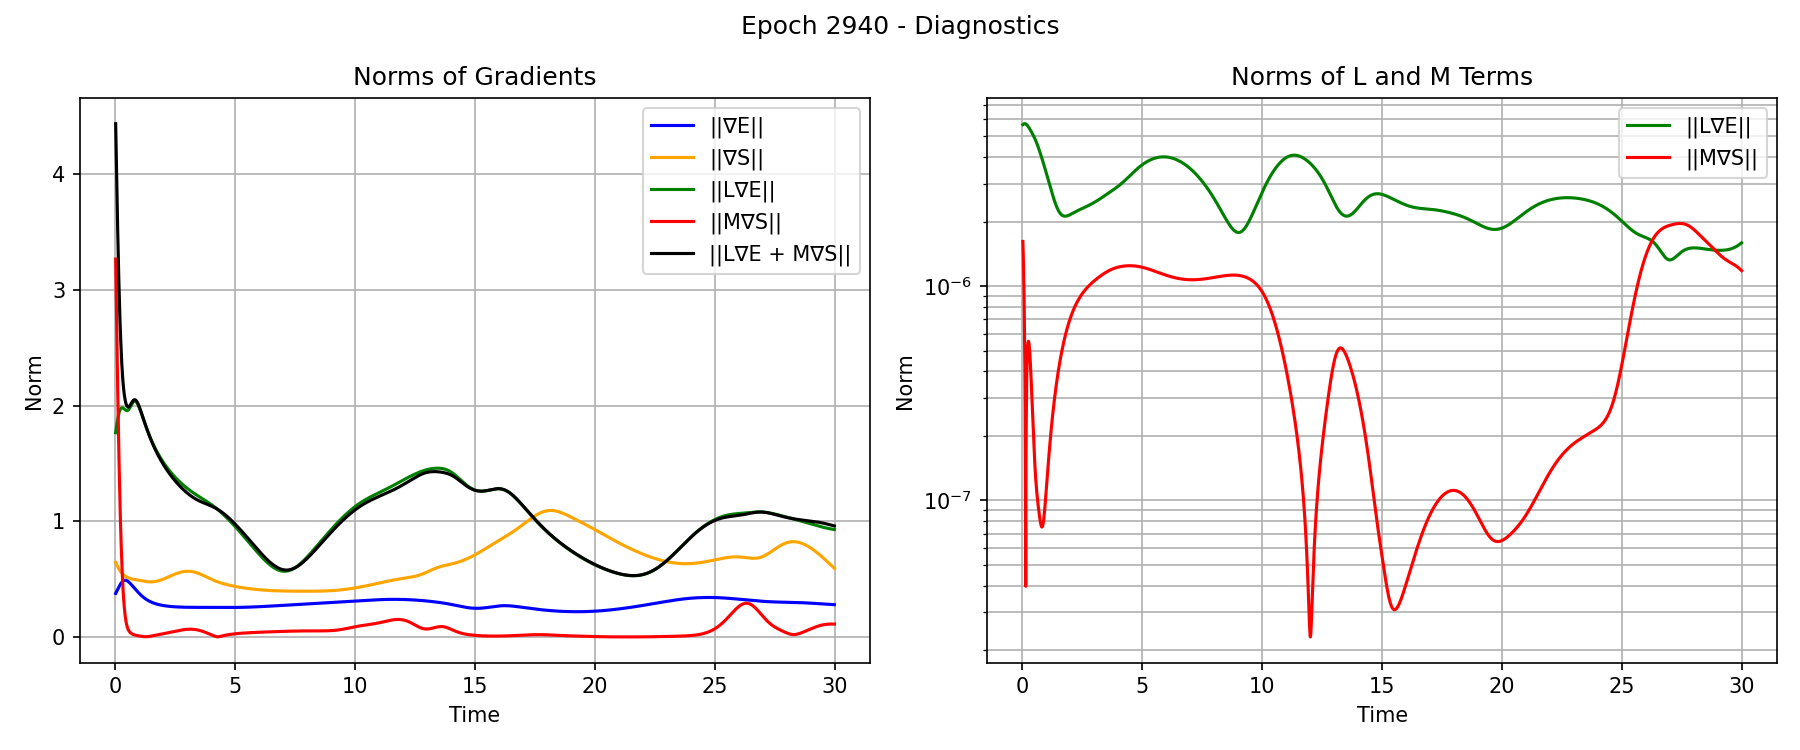 Epoch 2940 - Diagnostics
Norms of Gradients
||∇E||
||∇S||
||L∇E||
||M∇S||
||L∇E + M∇S||
4
3
2
1
0
Norm
0 5 10 15 20 25 30
Time
Norms of L and M Terms
||L∇E||
||M∇S||
10⁻⁶
10⁻⁷
Norm
0 5 10 15 20 25 30
Time